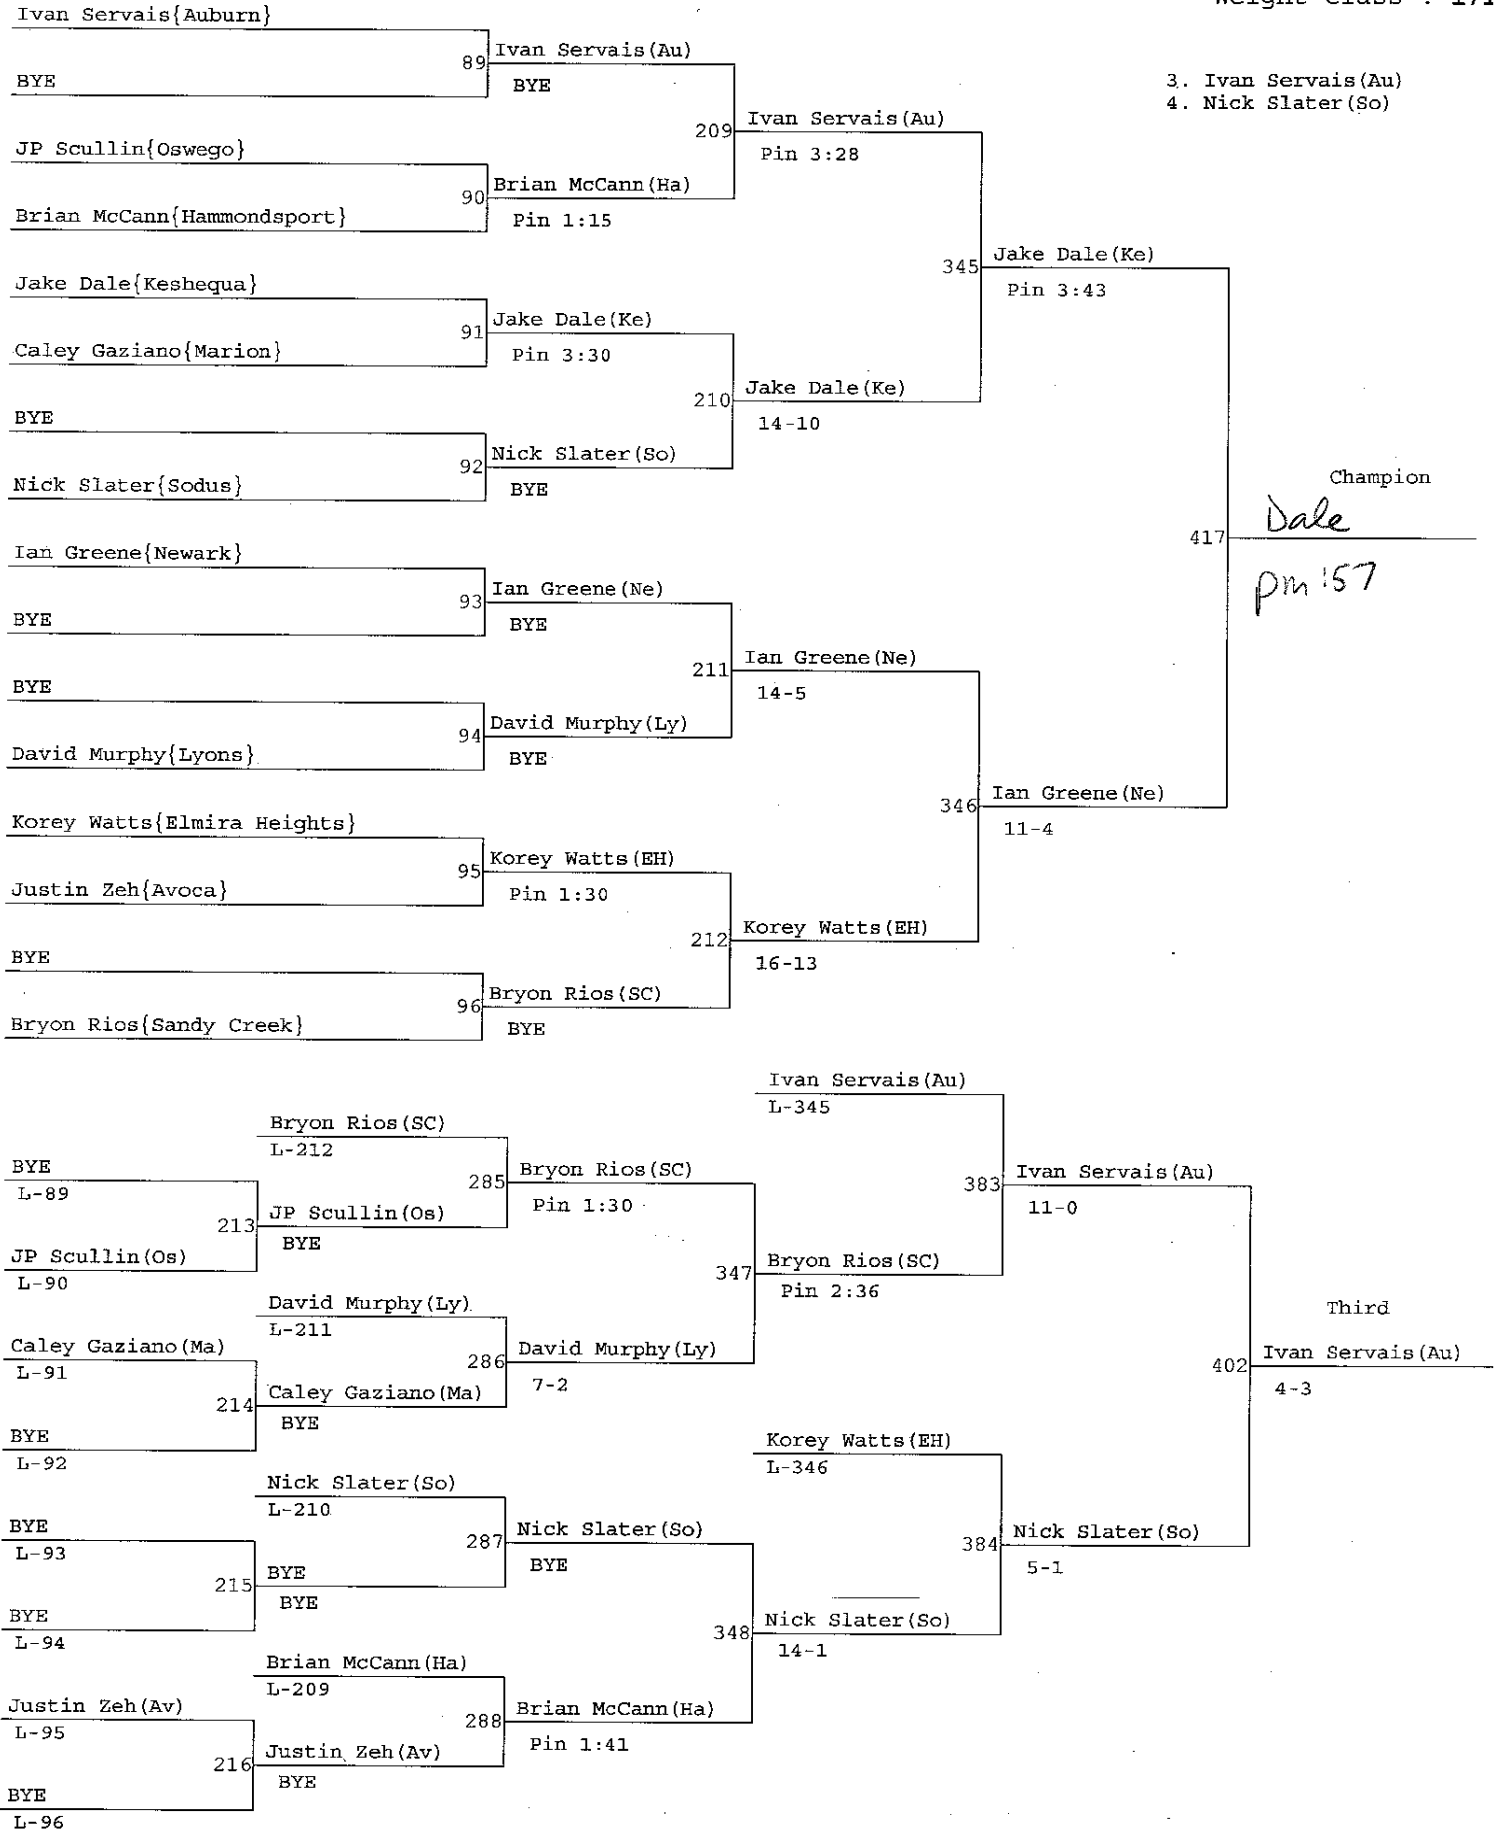 Weight Class : 171
3. Ivan Servais(Au)
4. Nick Slater(So)
Ivan Servais{Auburn}
89
Ivan Servais(Au)
BYE
BYE
209
Ivan Servais(Au)
Pin 3:28
JP Scullin{Oswego}
90
Brian McCann(Ha)
Pin 1:15
Brian McCann{Hammondsport}
345
Jake Dale(Ke)
Pin 3:43
Jake Dale{Keshequa}
91
Jake Dale(Ke)
Pin 3:30
Caley Gaziano{Marion}
210
Jake Dale(Ke)
14-10
BYE
92
Nick Slater(So)
BYE
Nick Slater{Sodus}
Champion
417
Dale
pin :57
Ian Greene{Newark}
93
Ian Greene(Ne)
BYE
BYE
211
Ian Greene(Ne)
14-5
BYE
94
David Murphy(Ly)
BYE
David Murphy{Lyons}
346
Ian Greene(Ne)
11-4
Korey Watts{Elmira Heights}
95
Korey Watts(EH)
Pin 1:30
Justin Zeh{Avoca}
212
Korey Watts(EH)
16-13
BYE
96
Bryon Rios(SC)
BYE
Bryon Rios{Sandy Creek}
Ivan Servais(Au)
L-345
Bryon Rios(SC)
L-212
BYE
L-89
285
Bryon Rios(SC)
Pin 1:30
383
Ivan Servais(Au)
11-0
213
JP Scullin(Os)
BYE
JP Scullin(Os)
L-90
347
Bryon Rios(SC)
Pin 2:36
David Murphy(Ly)
L-211
Third
Caley Gaziano(Ma)
L-91
286
David Murphy(Ly)
7-2
402
Ivan Servais(Au)
4-3
214
Caley Gaziano(Ma)
BYE
BYE
L-92
Korey Watts(EH)
L-346
Nick Slater(So)
L-210
BYE
L-93
287
Nick Slater(So)
BYE
384
Nick Slater(So)
5-1
215
BYE
BYE
BYE
L-94
348
Nick Slater(So)
14-1
Brian McCann(Ha)
L-209
Justin Zeh(Av)
L-95
288
Brian McCann(Ha)
Pin 1:41
216
Justin Zeh(Av)
BYE
BYE
L-96